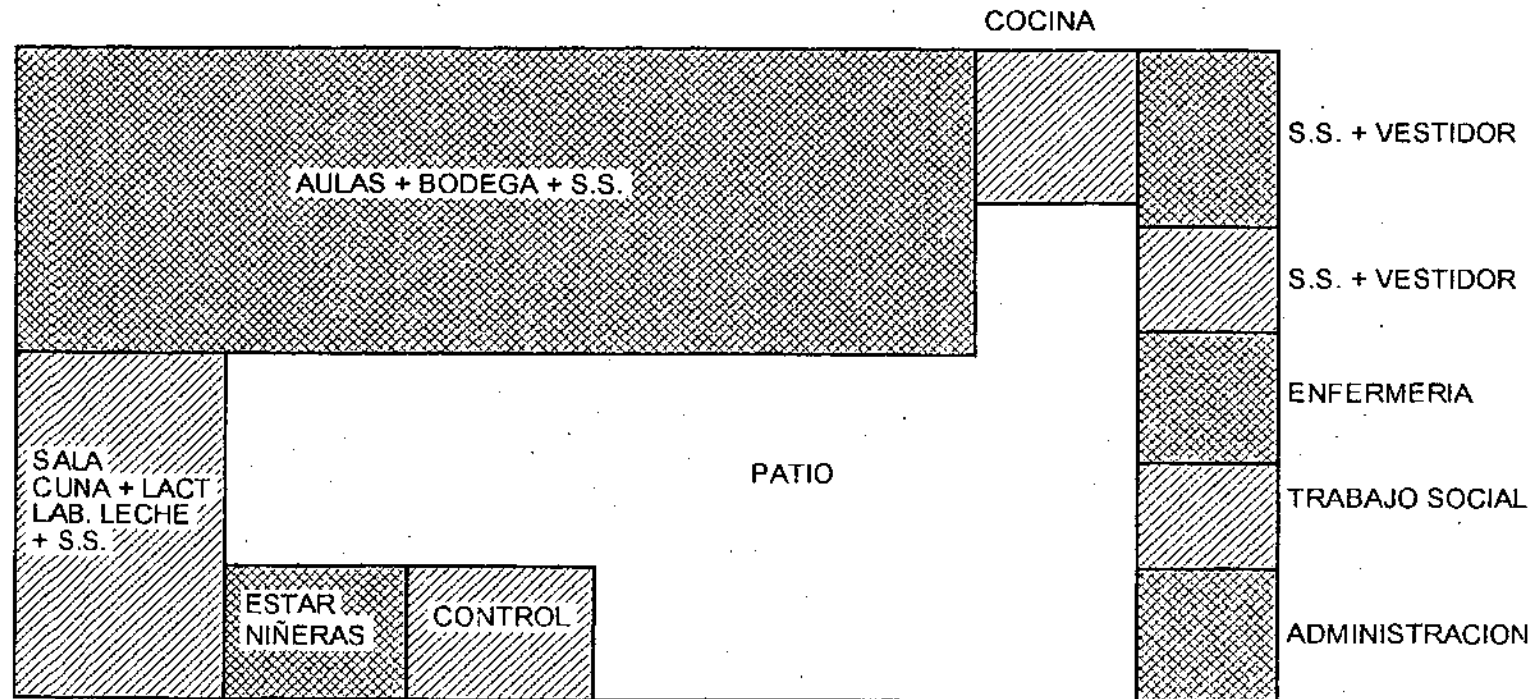 COCINA
S.S. + VESTIDOR
AULAS + BODEGA + S.S.
S.S. + VESTIDOR
ENFERMERIA
SALA
CUNA + LACT
LAB. LECHE
+ S.S.
PATIO
TRABAJO SOCIAL
ESTAR
NIÑERAS
CONTROL
ADMINISTRACION